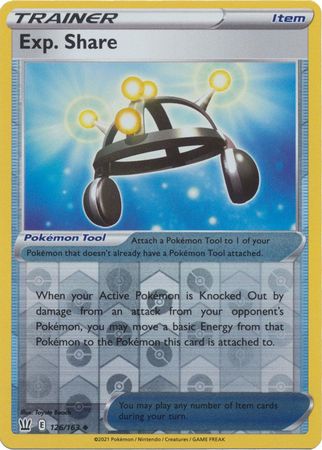 TRAINER Item
Exp. Share
Pokémon Tool
Attach a Pokémon Tool to 1 of your
Pokémon that doesn't already have a Pokémon Tool attached.
When your Active Pokémon is Knocked Out by
damage from an attack from your opponent's
Pokémon, you may move a basic Energy from that
Pokémon to the Pokémon this card is attached to.
Illus. Toyste Beach
E 126/163
You may play any number of Item cards
during your turn.
©2021 Pokémon / Nintendo / Creatures / GAME FREAK